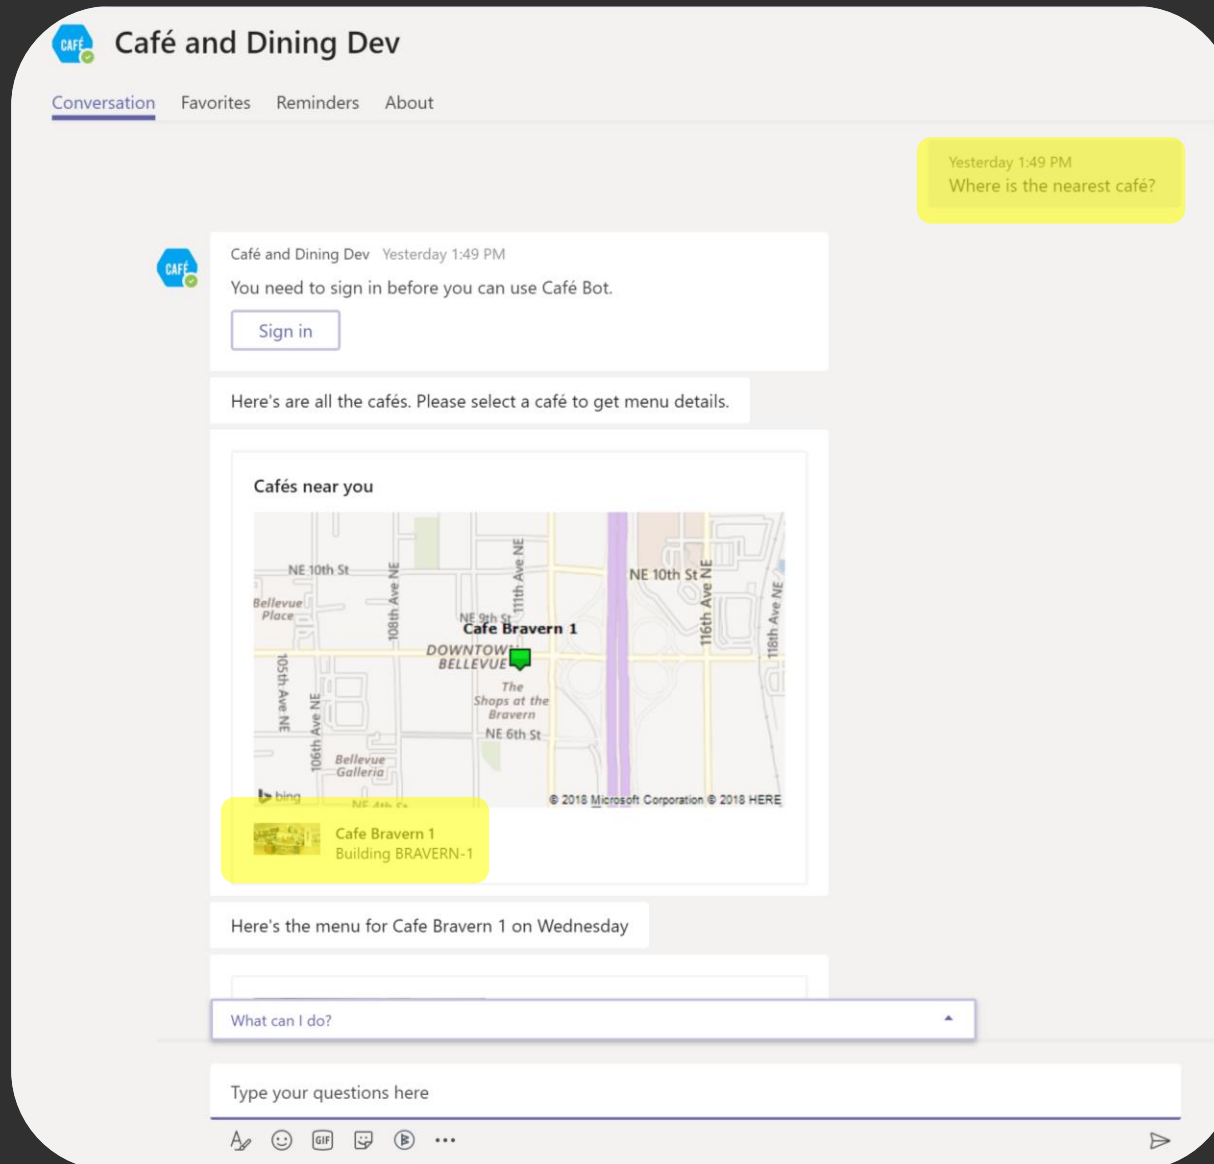 CAFÉ
Café and Dining Dev
Conversation Favorites Reminders About
Yesterday 1:49 PM
Where is the nearest café?
CAFÉ
Café and Dining Dev Yesterday 1:49 PM
You need to sign in before you can use Café Bot.
Sign in
Here's are all the cafés. Please select a café to get menu details.
Cafés near you
NE 10th St
108th Ave NE
111th Ave NE
NE 10th St
116th Ave NE
118th Ave NE
Bellevue
Place
NE 9th St
Cafe Bravern 1
DOWNTOWN
BELLEVUE
105th Ave NE
106th Ave NE
The
Shops at the
Bravern
NE 6th St
Bellevue
Galleria
bing
NE 4th St
© 2018 Microsoft Corporation © 2018 HERE
Cafe Bravern 1
Building BRAVERN-1
Here's the menu for Cafe Bravern 1 on Wednesday
What can I do?
Type your questions here
GIF